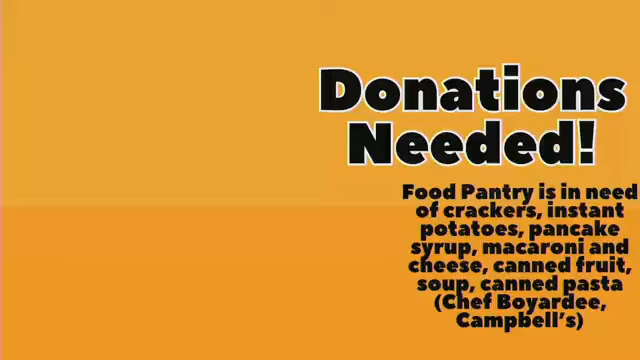 Donations
Needed!
Food Pantry is in need
of crackers, instant
potatoes, pancake
syrup, macaroni and
cheese, canned fruit,
soup, canned pasta
(Chef Boyardee,
Campbell's)